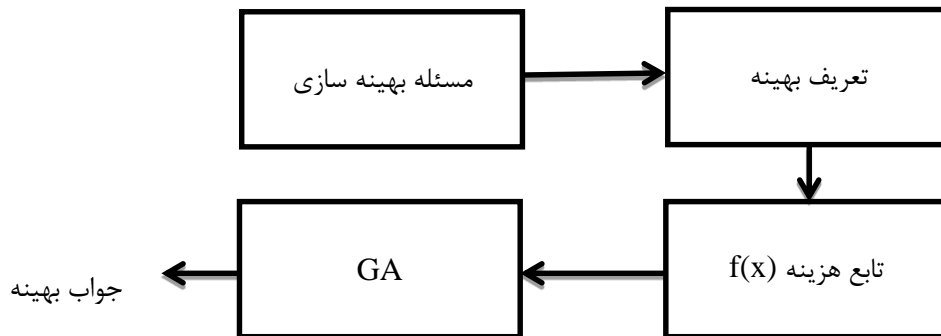 مسئله بهینه سازی
تعریف بهینه
تابع هزینه f(x)
GA
جواب بهینه